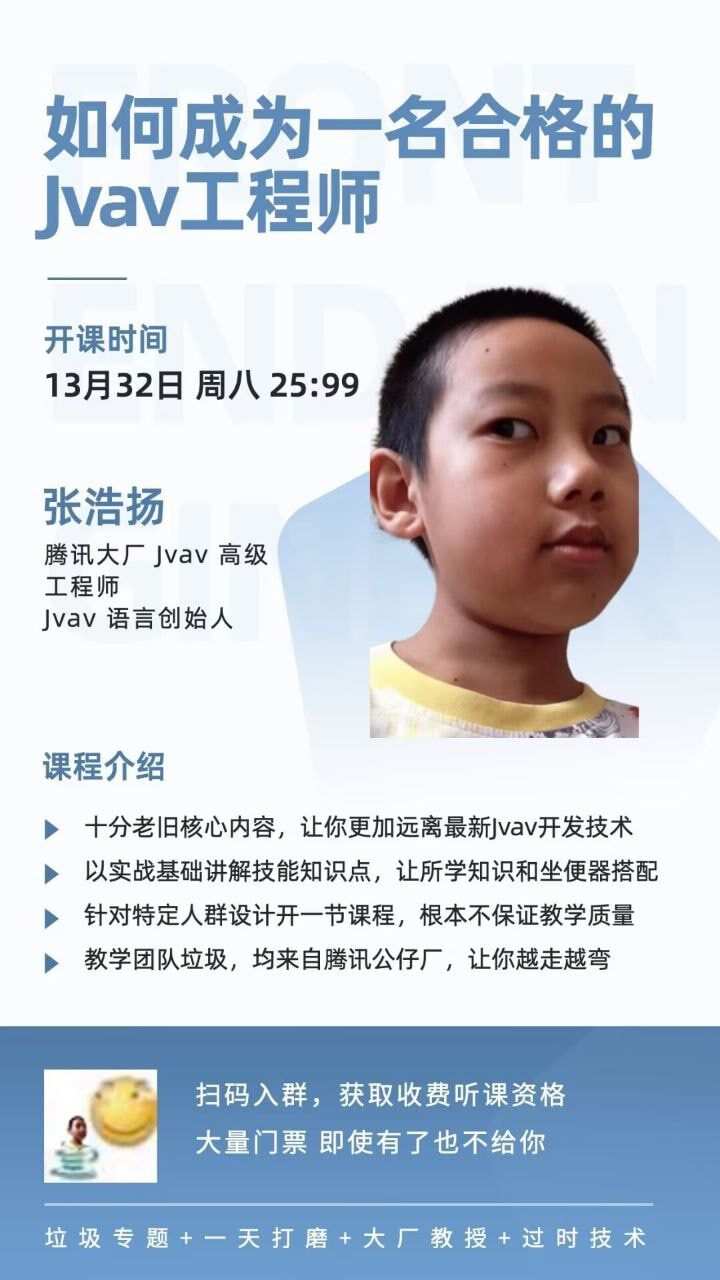 FRONT
END EN
GINEER
如何成为一名合格的
Jvav工程师
开课时间
13月32日 周八 25:99
张浩扬
腾讯大厂 Jvav 高级
工程师
Jvav 语言创始人
课程介绍
十分老旧核心内容，让你更加远离最新Jvav开发技术
以实战基础讲解技能知识点，让所学知识和坐便器搭配
针对特定人群设计开一节课程，根本不保证教学质量
教学团队垃圾，均来自腾讯公仔厂，让你越走越弯
扫码入群，获取收费听课资格
大量门票 即使有了也不给你
垃圾专题+一天打磨+大厂教授+过时技术